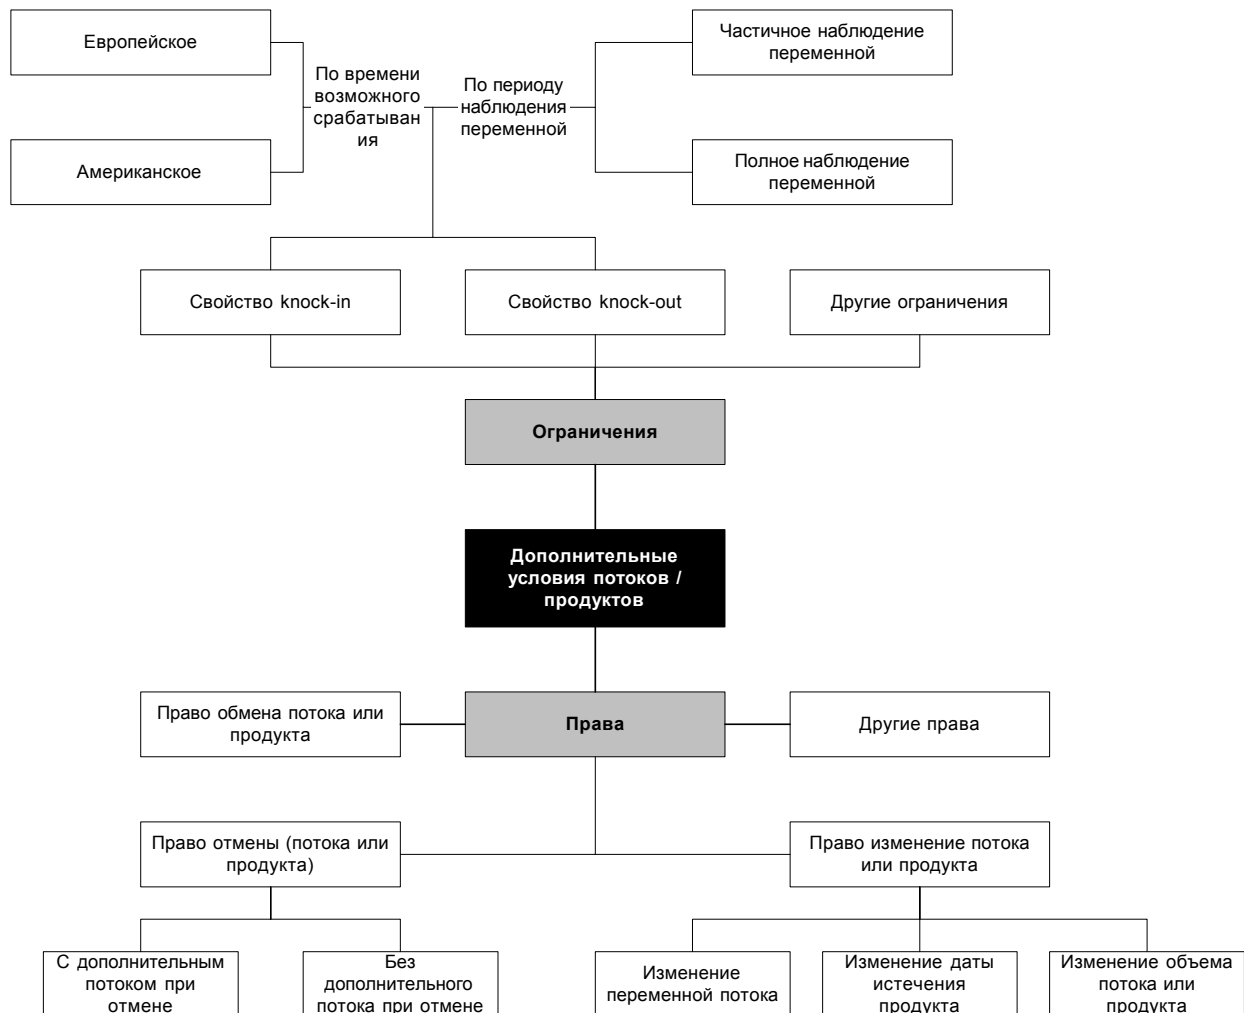 Европейское
Частичное наблюдение
переменной
По времени
возможного
срабатыван
ия
По периоду
наблюдения
переменной
Американское
Полное наблюдение
переменной
Свойство knock-in
Свойство knock-out
Другие ограничения
Ограничения
Дополнительные
условия потоков /
продуктов
Право обмена потока или
продукта
Права
Другие права
Право отмены (потока или
продукта)
Право изменение потока
или продукта
С дополнительным
потоком при
отмене
Без
дополнительного
потока при отмене
Изменение
переменной потока
Изменение даты
истечения
продукта
Изменение объема
потока или
продукта